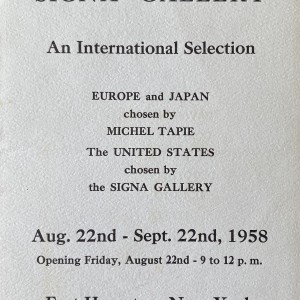 SIGNA GALLERY
An International Selection
EUROPE and JAPAN
chosen by
MICHEL TAPIE
The UNITED STATES
chosen by
the SIGNA GALLERY
Aug. 22nd - Sept. 22nd, 1958
Opening Friday, August 22nd - 9 to 12 p. m.
East Hampton, New York